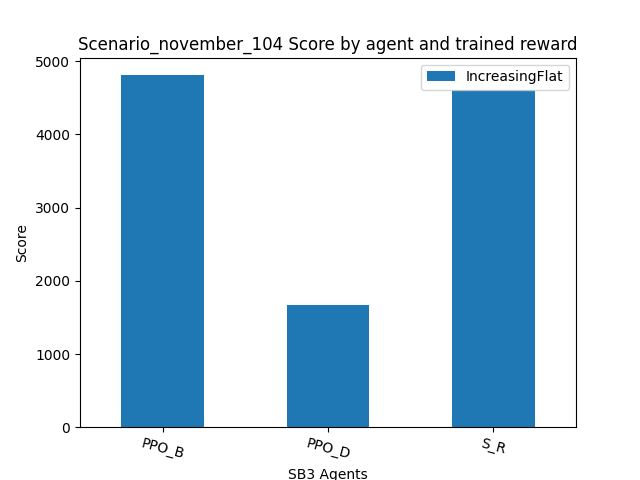 Scenario_november_104 Score by agent and trained reward
IncreasingFlat
5000
4000
3000
2000
1000
0
Score
PPO_B
PPO_D
S_R
SB3 Agents